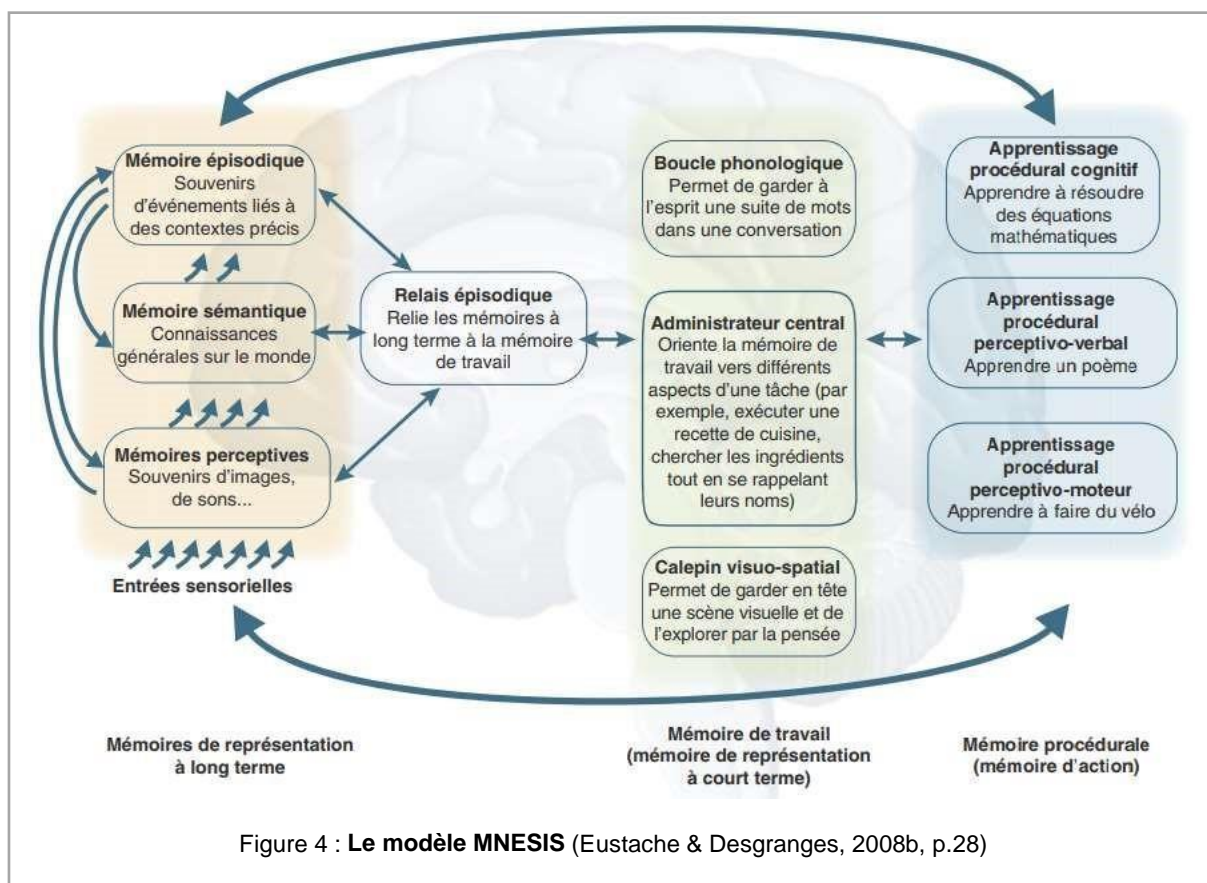 Mémoire épisodique
Souvenirs
d'événements liés à
des contextes précis
Mémoire sémantique
Connaissances
générales sur le monde
Mémoires perceptives
Souvenirs d'images,
de sons...
Entrées sensorielles
Relais épisodique
Relie les mémoires à
long terme à la mémoire
de travail
Boucle phonologique
Permet de garder à
l'esprit une suite de mots
dans une conversation
Administrateur central
Oriente la mémoire de
travail vers différents
aspects d'une tâche (par
exemple, exécuter une
recette de cuisine,
chercher les ingrédients
tout en se rappelant
leurs noms)
Calepin visuo-spatial
Permet de garder en tête
une scène visuelle et de
l'explorer par la pensée
Apprentissage
procédural cognitif
Apprendre à résoudre
des équations
mathématiques
Apprentissage
procédural
perceptivo-verbal
Apprendre un poème
Apprentissage
procédural
perceptivo-moteur
Apprendre à faire du vélo
Mémoires de représentation
à long terme
Mémoire de travail
(mémoire de représentation
à court terme)
Mémoire procédurale
(mémoire d'action)
Figure 4 : Le modèle MNESIS (Eustache & Desgranges, 2008b, p.28)